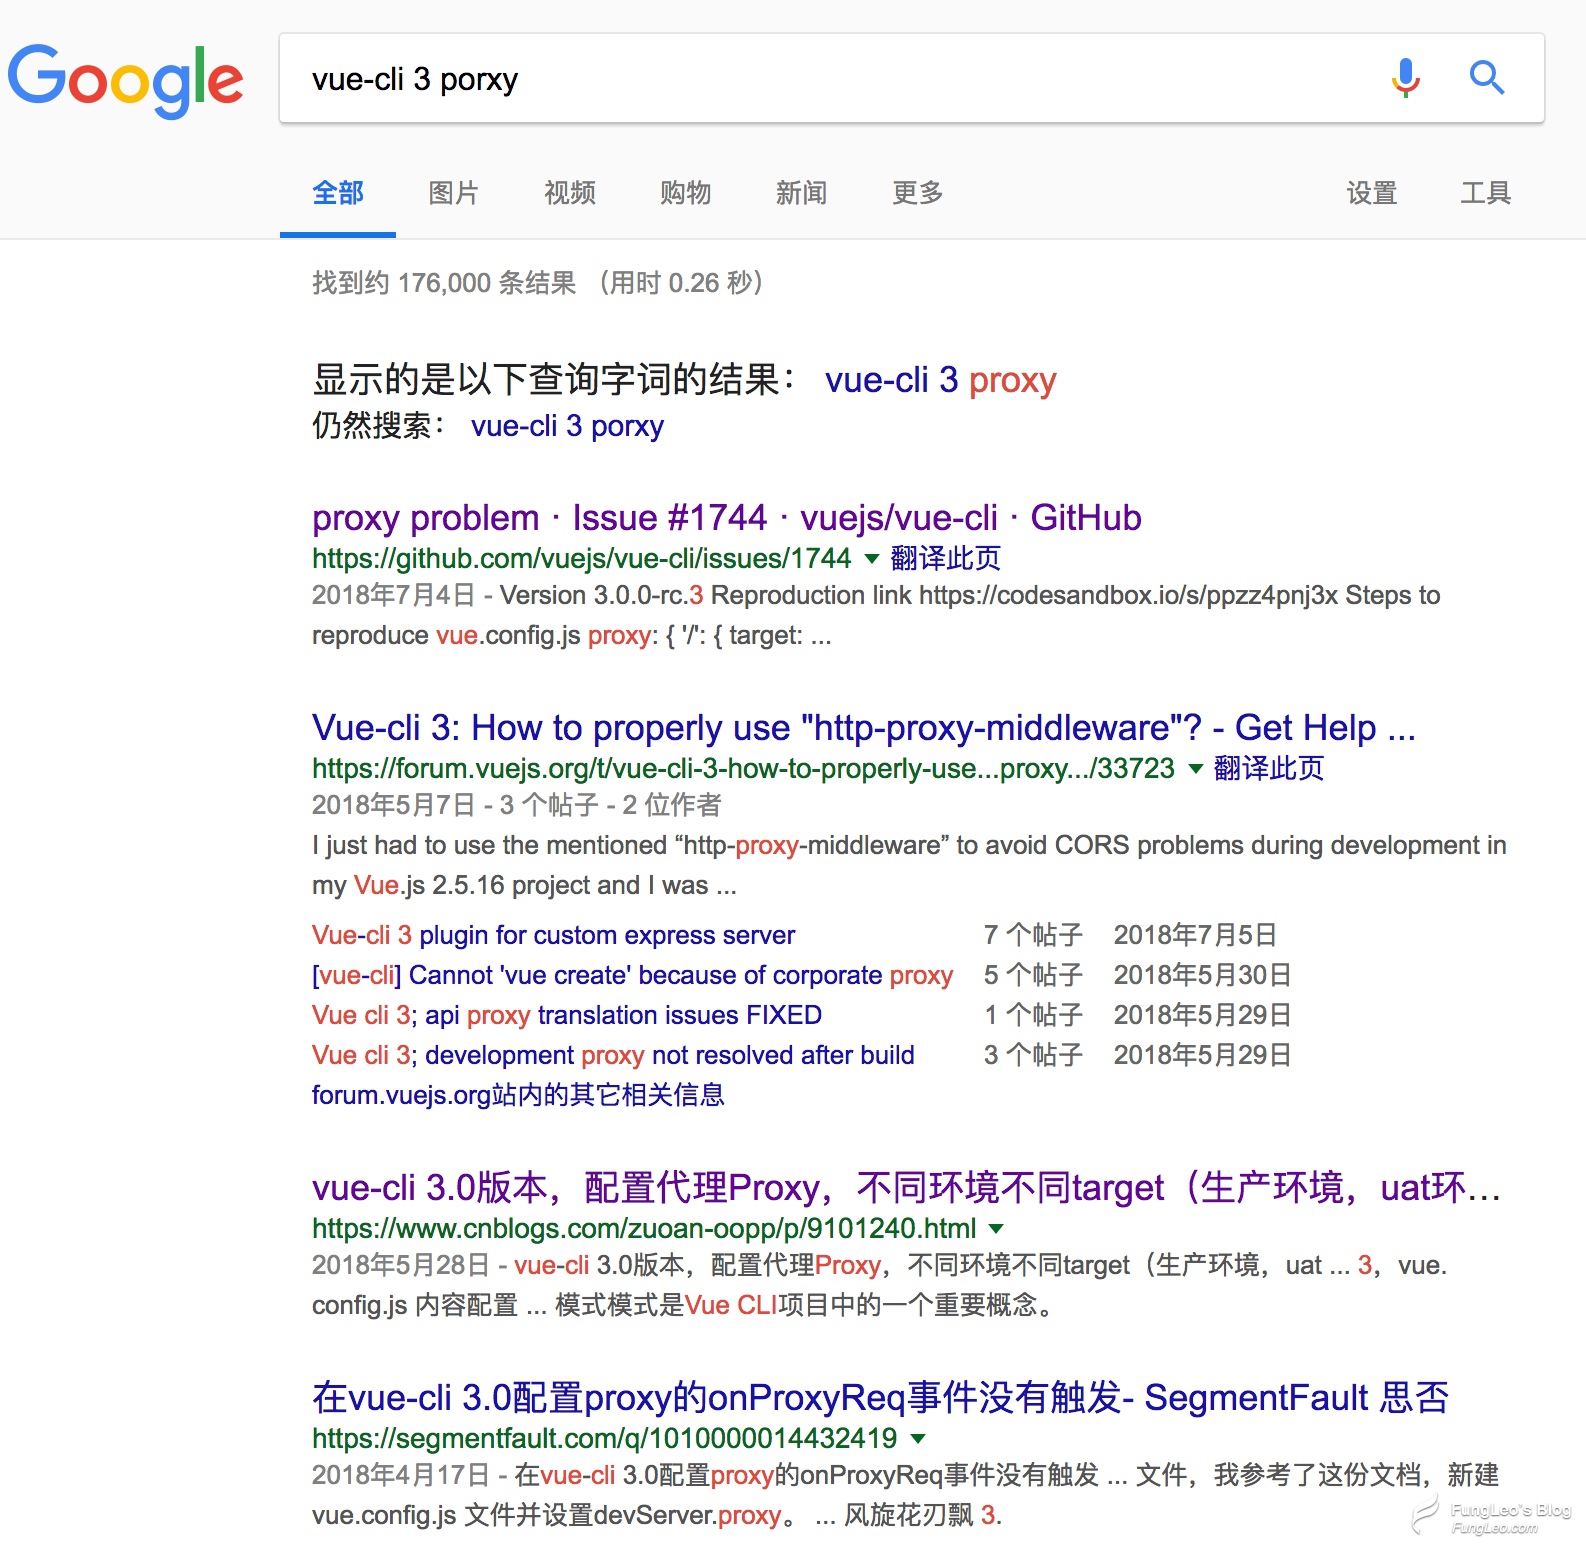 Google
vue-cli 3 porxy
全部 图片 视频 购物 新闻 更多 设置 工具
找到约 176,000 条结果 （用时 0.26 秒）
显示的是以下查询字词的结果： vue-cli 3 proxy
仍然搜索： vue-cli 3 porxy
proxy problem · Issue #1744 · vuejs/vue-cli · GitHub
https://github.com/vuejs/vue-cli/issues/1744 ▼ 翻译此页
2018年7月4日 - Version 3.0.0-rc.3 Reproduction link https://codesandbox.io/s/ppzz4pnj3x Steps to
reproduce vue.config.js proxy: { '/': { target: ...
Vue-cli 3: How to properly use "http-proxy-middleware"? - Get Help ...
https://forum.vuejs.org/t/vue-cli-3-how-to-properly-use...proxy.../33723 ▼ 翻译此页
2018年5月7日 - 3 个帖子 - 2 位作者
I just had to use the mentioned “http-proxy-middleware” to avoid CORS problems during development in
my Vue.js 2.5.16 project and I was ...
Vue-cli 3 plugin for custom express server 7 个帖子 2018年7月5日
[vue-cli] Cannot 'vue create' because of corporate proxy 5 个帖子 2018年5月30日
Vue cli 3; api proxy translation issues FIXED 1 个帖子 2018年5月29日
Vue cli 3; development proxy not resolved after build 3 个帖子 2018年5月29日
forum.vuejs.org站内的其它相关信息
vue-cli 3.0版本，配置代理Proxy，不同环境不同target（生产环境，uat环...
https://www.cnblogs.com/zuoan-oopp/p/9101240.html ▼
2018年5月28日 - vue-cli 3.0版本，配置代理Proxy，不同环境不同target（生产环境，uat ... 3，vue.
config.js 内容配置 ... 模式模式是Vue CLI项目中的一个重要概念。
在vue-cli 3.0配置proxy的onProxyReq事件没有触发- SegmentFault 思否
https://segmentfault.com/q/1010000014432419 ▼
2018年4月17日 - 在vue-cli 3.0配置proxy的onProxyReq事件没有触发 ... 文件，我参考了这份文档，新建
vue.config.js 文件并设置devServer.proxy。 ... 风旋花刃飘 3.
FungLeo's Blog
FungLeo.com